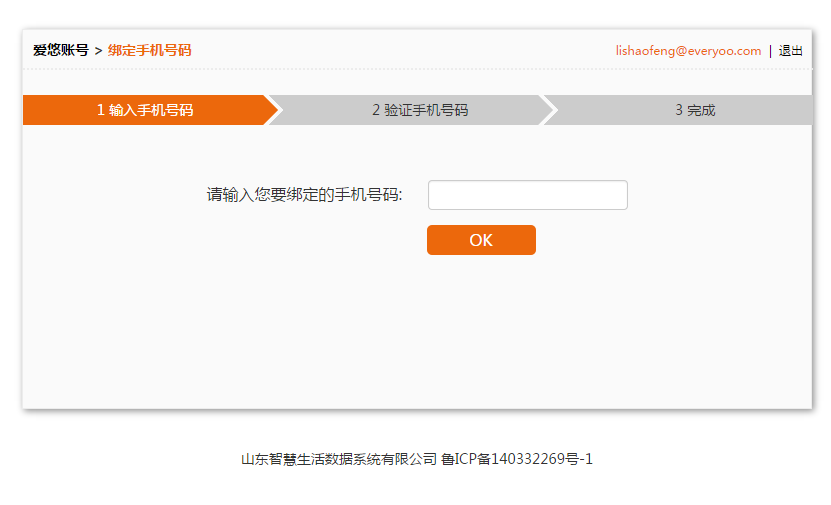 爱悠账号 > 绑定手机号码 lishaofeng@everyoo.com | 退出
1 输入手机号码 2 验证手机号码 3 完成
请输入您要绑定的手机号码:
OK
山东智慧生活数据系统有限公司 鲁ICP备140332269号-1